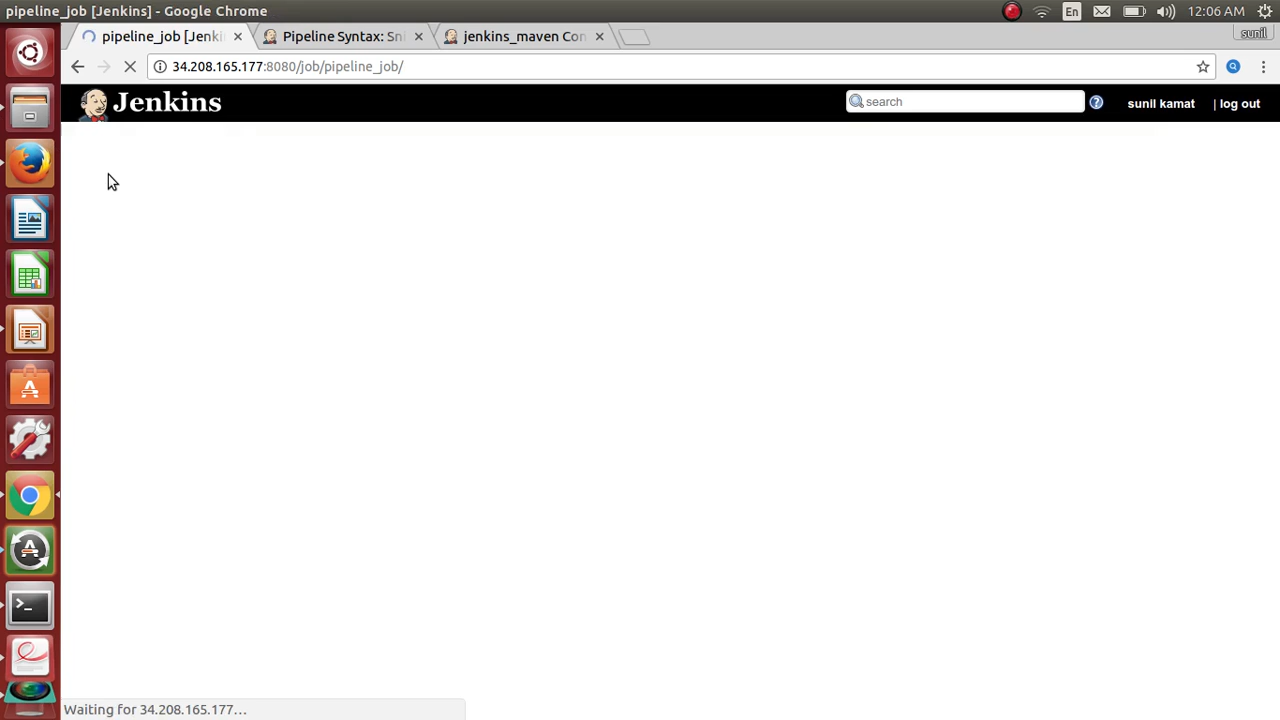 pipeline_job [Jenkins] - Google Chrome
En
12:06 AM
sunil
pipeline_job [Jenki
Pipeline Syntax: Sni
jenkins_maven Con
34.208.165.177:8080/job/pipeline_job/
Jenkins
search
?
sunil kamat
| log out
Waiting for 34.208.165.177...